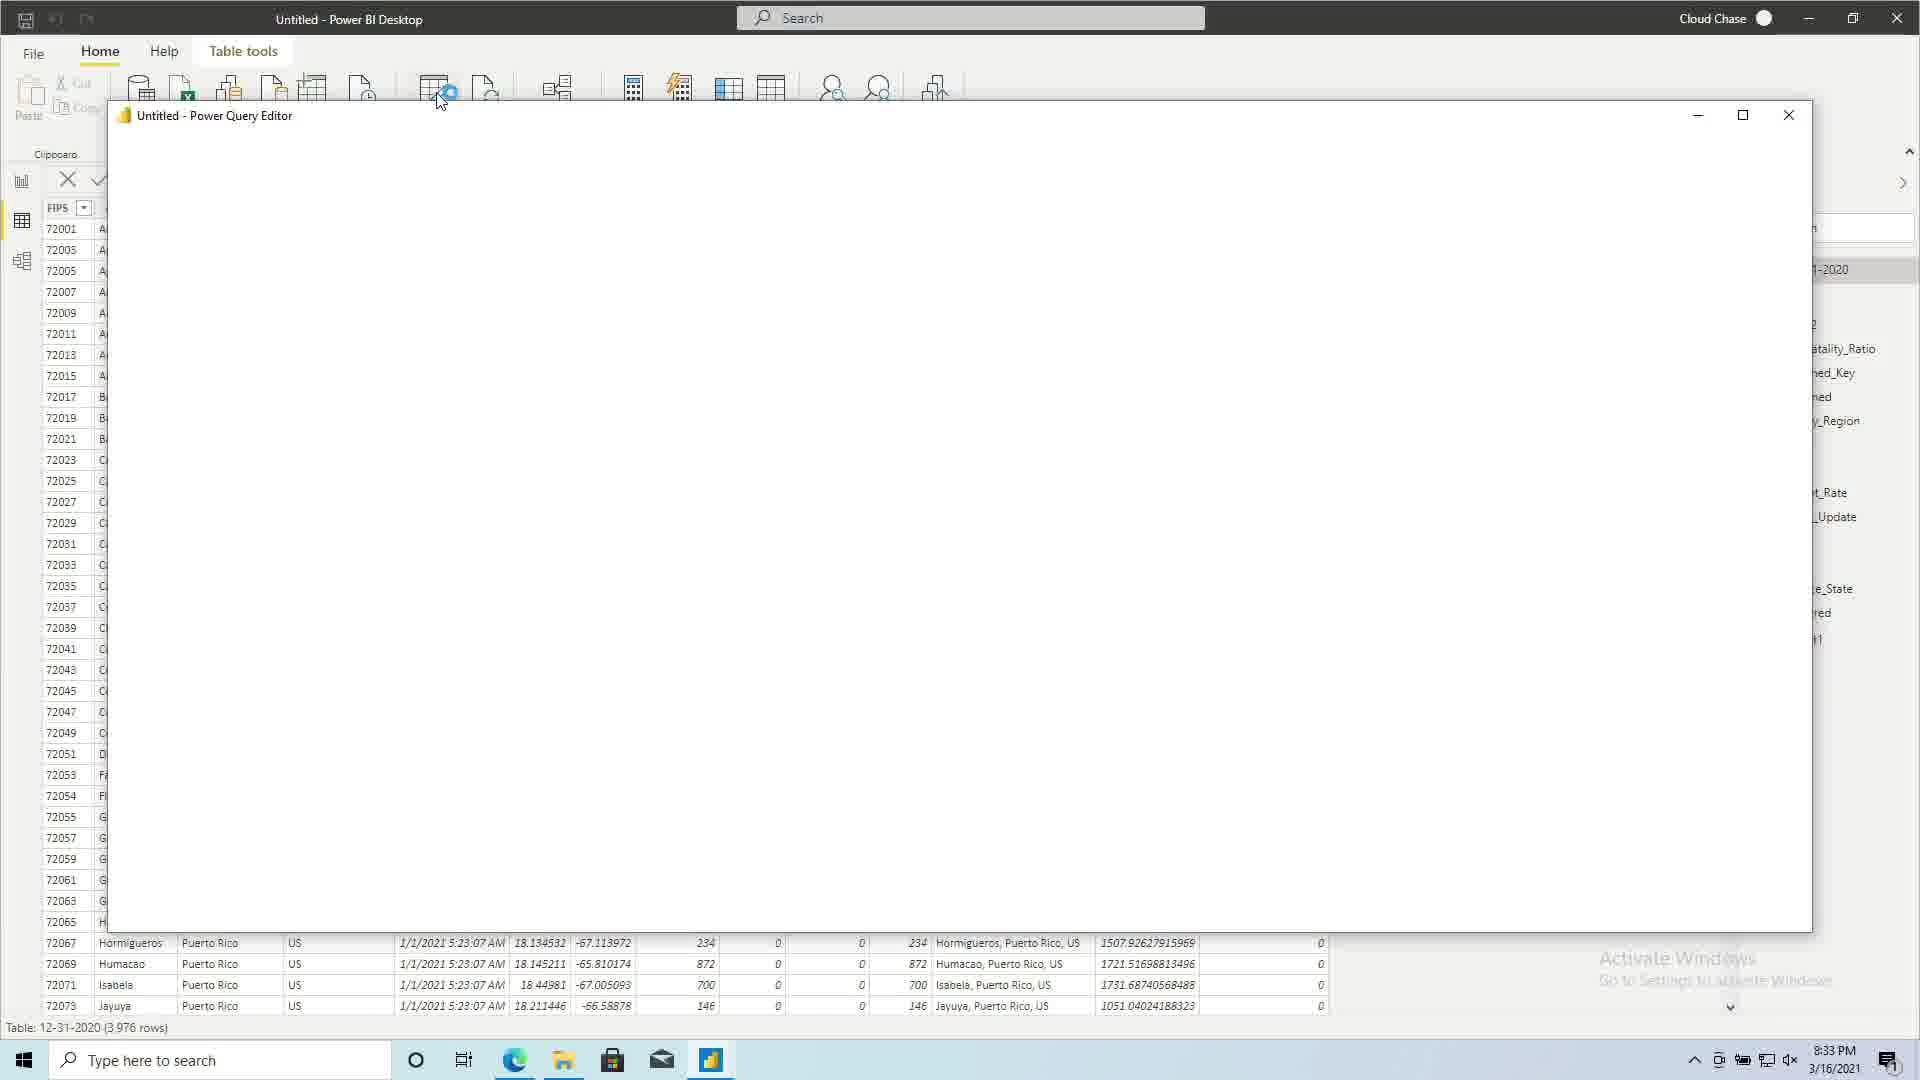 Untitled - Power BI Desktop
Search
Cloud Chase
File
Home
Help
Table tools
Cut
Copy
Paste
Untitled - Power Query Editor
FIPS
72001
72003
72005
-2020
72007
72009
72011
72013
atality_Ratio
72015
ned_Key
72017
72019
y_Region
72021
72023
72025
t_Rate
72027
_Update
72029
72031
72033
72035
e_State
72037
72039
72041
72043
72045
72047
72049
72051
72053
72054
72055
72057
72059
72061
72063
72065
72067 Hormigueros Puerto Rico US 1/1/2021 5:23:07 AM 18.134532 -67.113972 234 0 0 234 Hormigueros, Puerto Rico, US 1507.92627915969 0
72069 Humacao Puerto Rico US 1/1/2021 5:23:07 AM 18.145211 -65.810174 872 0 0 872 Humacao, Puerto Rico, US 1721.51698813496 0
72071 Isabela Puerto Rico US 1/1/2021 5:23:07 AM 18.44981 -67.005093 700 0 0 700 Isabela, Puerto Rico, US 1731.68740568488 0
72073 Jayuya Puerto Rico US 1/1/2021 5:23:07 AM 18.211446 -66.58878 146 0 0 146 Jayuya, Puerto Rico, US 1051.04024188323 0
Activate Windows
Go to Settings to activate Windows.
Table: 12-31-2020 (3,976 rows)
Type here to search
8:33 PM
3/16/2021
1